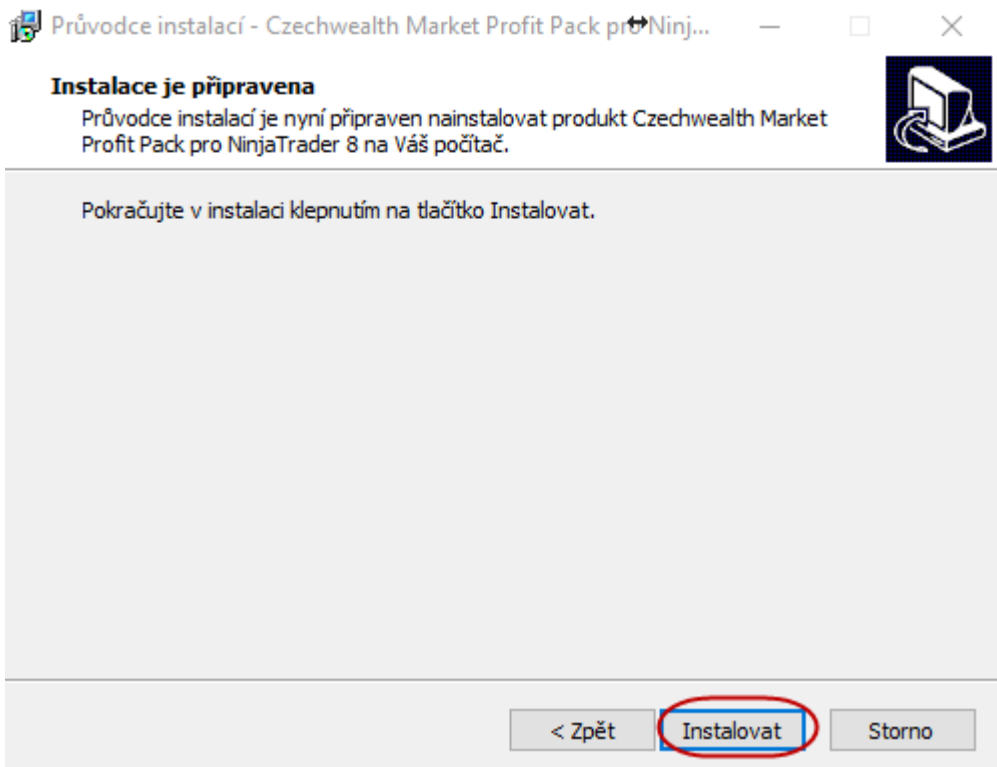 Průvodce instalací - Czechwealth Market Profit Pack pro Ninj...
Instalace je připravena
Průvodce instalací je nyní připraven nainstalovat produkt Czechwealth Market
Profit Pack pro NinjaTrader 8 na Váš počítač.
Pokračujte v instalaci klepnutím na tlačítko Instalovat.
< Zpět
Instalovat
Storno